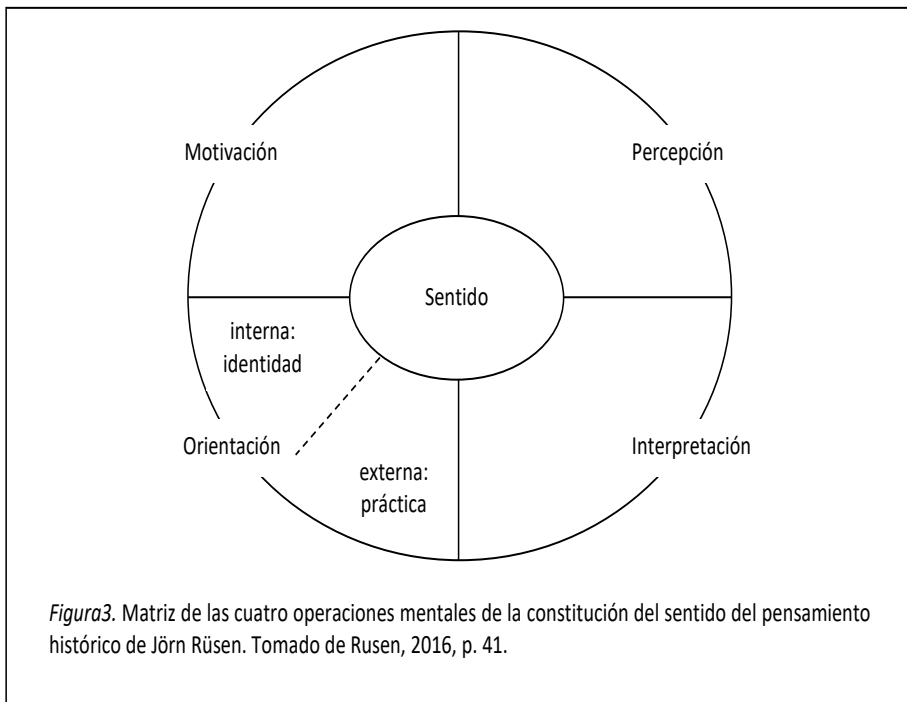 Motivación
Percepción
Sentido
interna:
identidad
Orientación
Interpretación
externa:
práctica
Figura3. Matriz de las cuatro operaciones mentales de la constitución del sentido del pensamiento
histórico de Jörn Rüsen. Tomado de Rusen, 2016, p. 41.